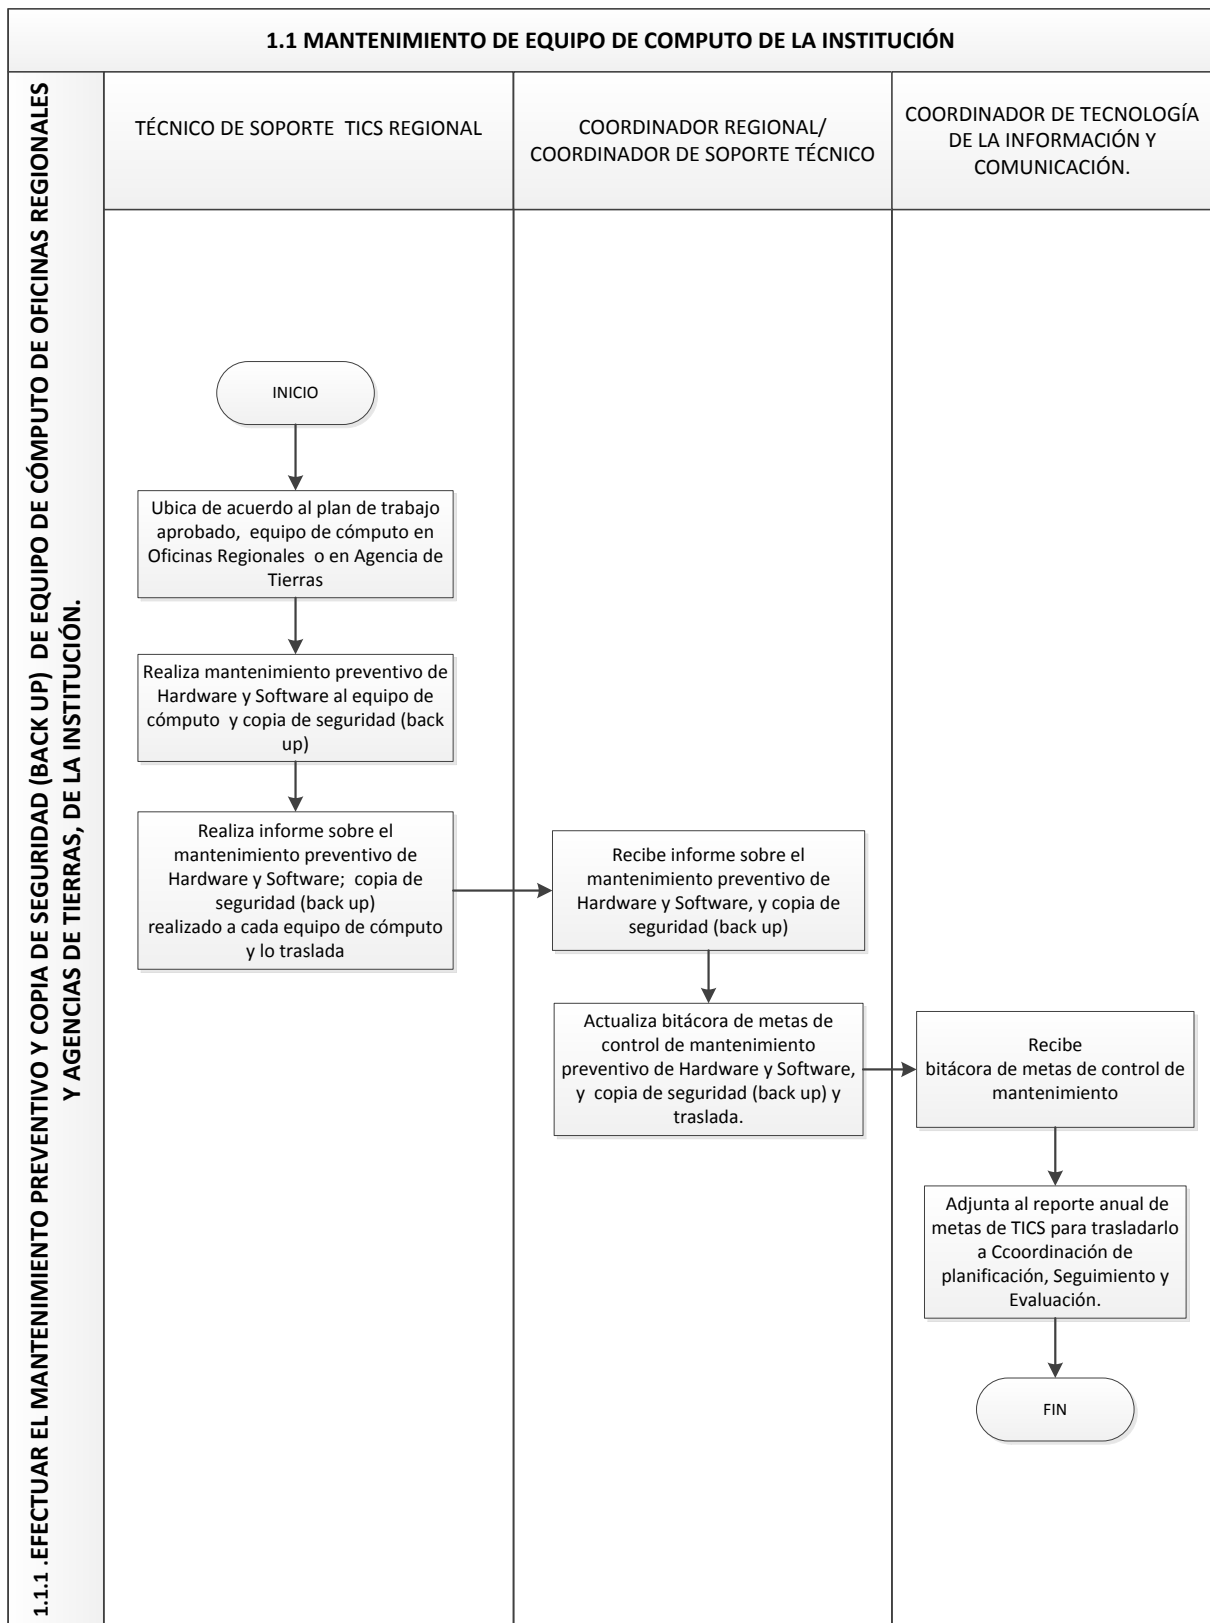 1.1 MANTENIMIENTO DE EQUIPO DE COMPUTO DE LA INSTITUCIÓN
1.1.1 .EFECTUAR EL MANTENIMIENTO PREVENTIVO Y COPIA DE SEGURIDAD (BACK UP) DE EQUIPO DE CÓMPUTO DE OFICINAS REGIONALES
Y AGENCIAS DE TIERRAS, DE LA INSTITUCIÓN.
TÉCNICO DE SOPORTE TICS REGIONAL
COORDINADOR REGIONAL/
COORDINADOR DE SOPORTE TÉCNICO
COORDINADOR DE TECNOLOGÍA
DE LA INFORMACIÓN Y
COMUNICACIÓN.
INICIO
Ubica de acuerdo al plan de trabajo
aprobado, equipo de cómputo en
Oficinas Regionales o en Agencia de
Tierras
Realiza mantenimiento preventivo de
Hardware y Software al equipo de
cómputo y copia de seguridad (back
up)
Realiza informe sobre el
mantenimiento preventivo de
Hardware y Software; copia de
seguridad (back up)
realizado a cada equipo de cómputo
y lo traslada
Recibe informe sobre el
mantenimiento preventivo de
Hardware y Software, y copia de
seguridad (back up)
Actualiza bitácora de metas de
control de mantenimiento
preventivo de Hardware y Software,
y copia de seguridad (back up) y
traslada.
Recibe
bitácora de metas de control de
mantenimiento
Adjunta al reporte anual de
metas de TICS para trasladarlo
a Ccoordinación de
planificación, Seguimiento y
Evaluación.
FIN